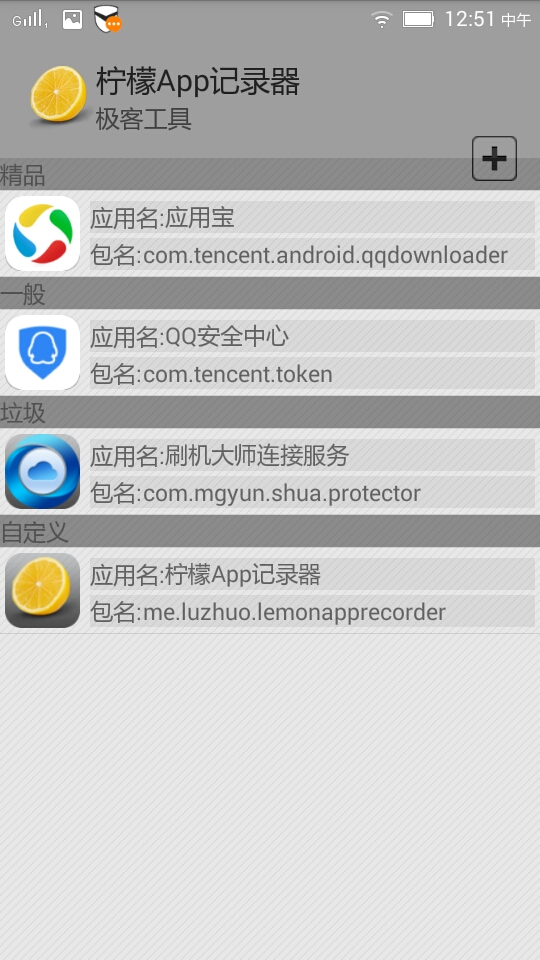 G 1 12:51 中午
柠檬App记录器
极客工具
精品
应用名:应用宝
包名:com.tencent.android.qqdownloader
一般
应用名:QQ安全中心
包名:com.tencent.token
垃圾
应用名:刷机大师连接服务
包名:com.mgyun.shua.protector
自定义
应用名:柠檬App记录器
包名:me.luzhuo.lemonapprecorder